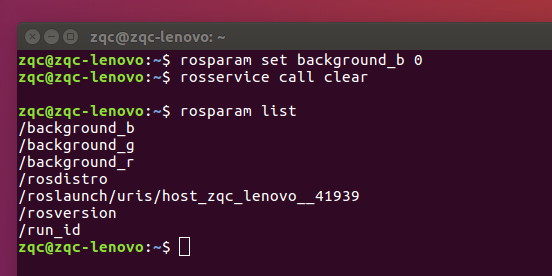 zqc@zqc-lenovo: ~
zqc@zqc-lenovo:~$ rosparam set background_b 0
zqc@zqc-lenovo:~$ rosservice call clear
zqc@zqc-lenovo:~$ rosparam list
/background_b
/background_g
/background_r
/rosdistro
/roslaunch/uris/host_zqc_lenovo__41939
/rosversion
/run_id
zqc@zqc-lenovo:~$